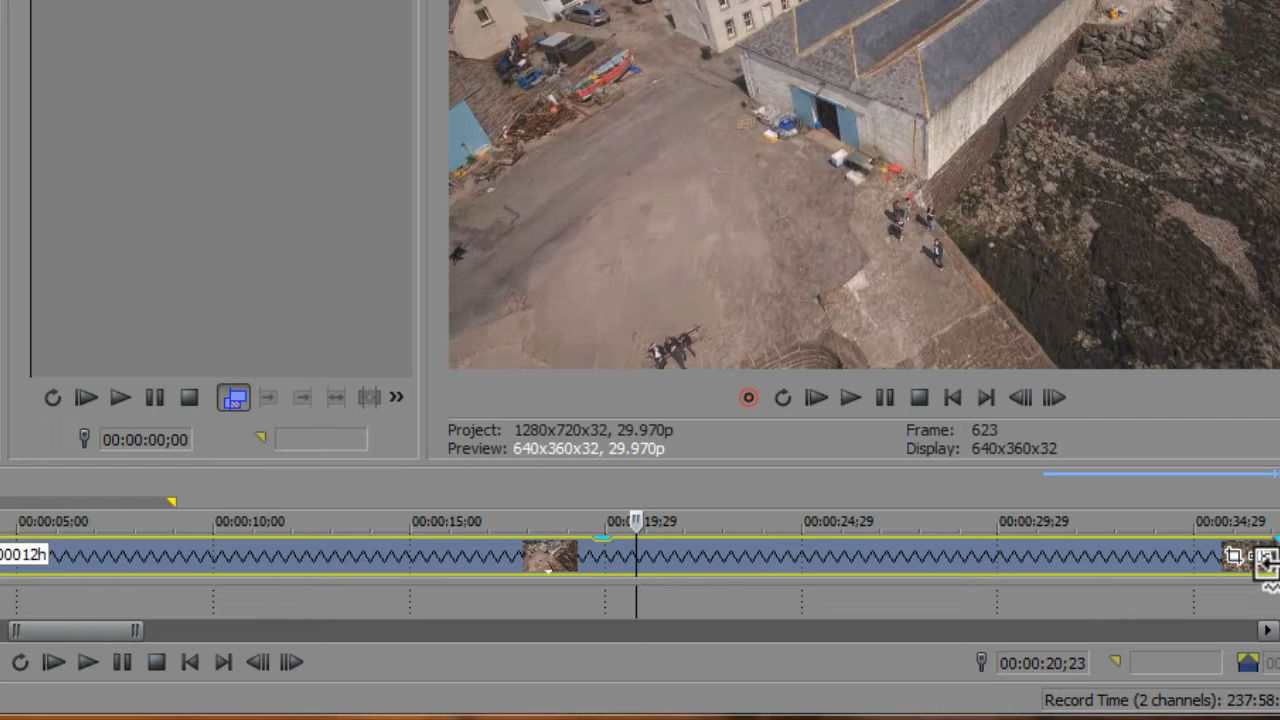 00:00:00;00
Project: 1280x720x32, 29.970p
Preview: 640x360x32, 29.970p
Frame: 623
Display: 640x360x32
00:00:05;00 00:00:10;00 00:00:15;00 00:00:19;29 00:00:24;29 00:00:29;29 00:00:34;29
00012h
00:00:20;23
Record Time (2 channels): 237:58: